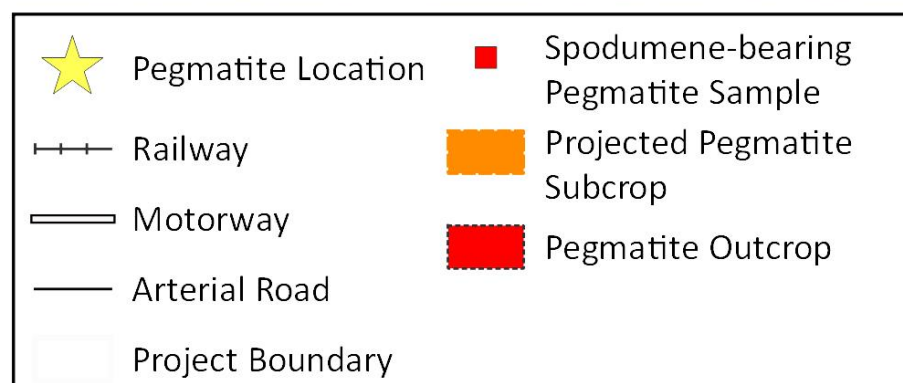 Pegmatite Location
Railway
Motorway
Arterial Road
Project Boundary
Spodumene-bearing
Pegmatite Sample
Projected Pegmatite
Subcrop
Pegmatite Outcrop